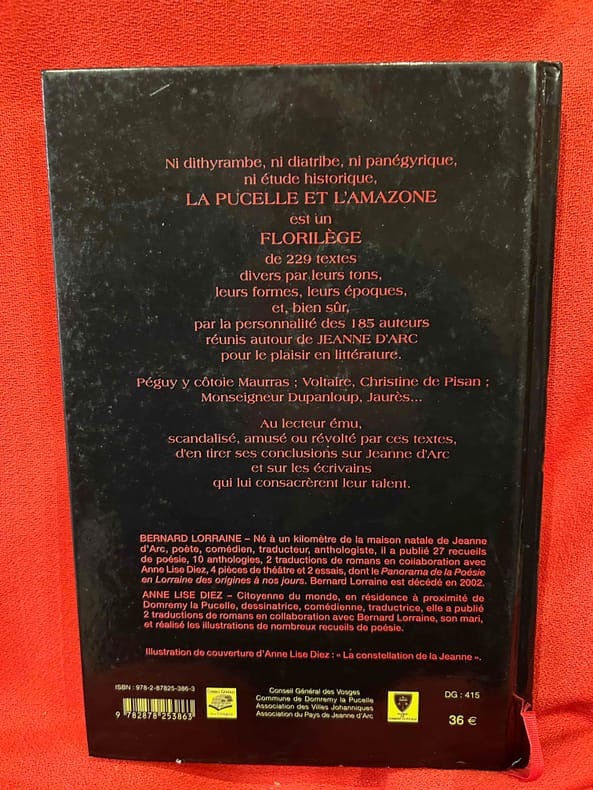 Ni dithyrambe, ni diatribe, ni panégyrique,
ni étude historique,
LA PUCELLE ET L'AMAZONE
est un
FLORILÈGE
de 229 textes
divers par leurs tons,
leurs formes, leurs époques,
et, bien sûr,
par la personnalité des 185 auteurs
réunis autour de JEANNE D'ARC
pour le plaisir en littérature.
Péguy y côtoie Maurras ; Voltaire, Christine de Pisan ;
Monseigneur Dupanloup, Jaurès...
Au lecteur ému,
scandalisé, amusé ou révolté par ces textes,
d'en tirer ses conclusions sur Jeanne d'Arc
et sur les écrivains
qui lui consacrèrent leur talent.
BERNARD LORRAINE – Né à un kilomètre de la maison natale de Jeanne
d'Arc, poète, comédien, traducteur, anthologiste, il a publié 27 recueils
de poésie, 10 anthologies, 2 traductions de romans en collaboration avec
Anne Lise Diez, 4 pièces de théâtre et 2 essais, dont le Panorama de la Poésie
en Lorraine des origines à nos jours. Bernard Lorraine est décédé en 2002.
ANNE LISE DIEZ – Citoyenne du monde, en résidence à proximité de
Domremy la Pucelle, dessinatrice, comédienne, traductrice, elle a publié
2 traductions de romans en collaboration avec Bernard Lorraine, son mari,
et réalisé les illustrations de nombreux recueils de poésie.
Illustration de couverture d'Anne Lise Diez : « La constellation de la Jeanne ».
ISBN : 978-2-87825-386-3
9 782878 253863
Conseil Général des Vosges
Commune de Domremy la Pucelle
Association des Villes Johanniques
Association du Pays de Jeanne d'Arc
DG : 415
36 €